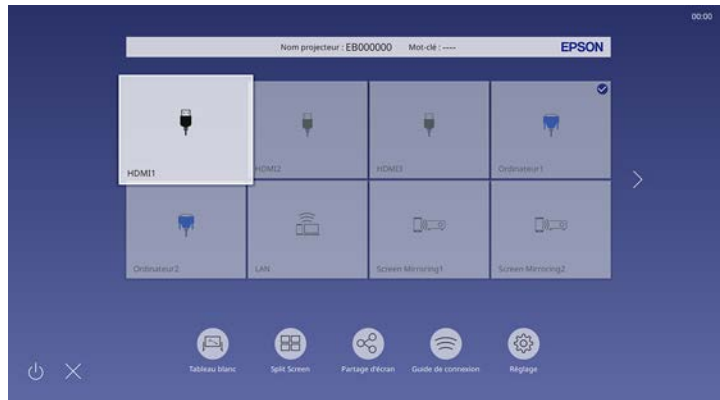 00:00
Nom projecteur : EB000000 Mot-clé : ---- EPSON
HDMI1 HDMI2 HDMI3 Ordinateur1
Ordinateur2 LAN Screen Mirroring1 Screen Mirroring2
Tableau blanc Split Screen Partage d'écran Guide de connexion Réglage